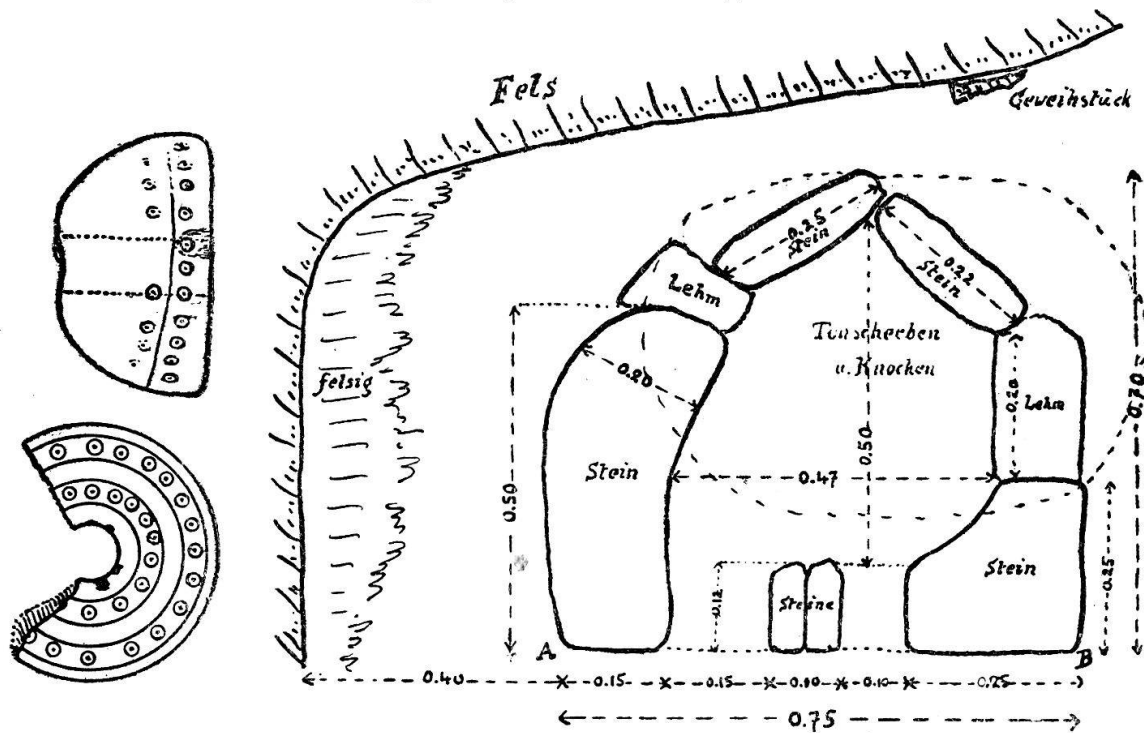 Fels
Geweihstück
0.25
Stein
0.22
Stein
Lehm
Tonscherben
u. Knochen
felsig
0.20
0.20
Lehm
0.70
0.50
Stein
0.50
0.47
0.25
Stein
0.12
Steine
A
B
0.40
0.15
0.15
0.10
0.10
0.25
0.75